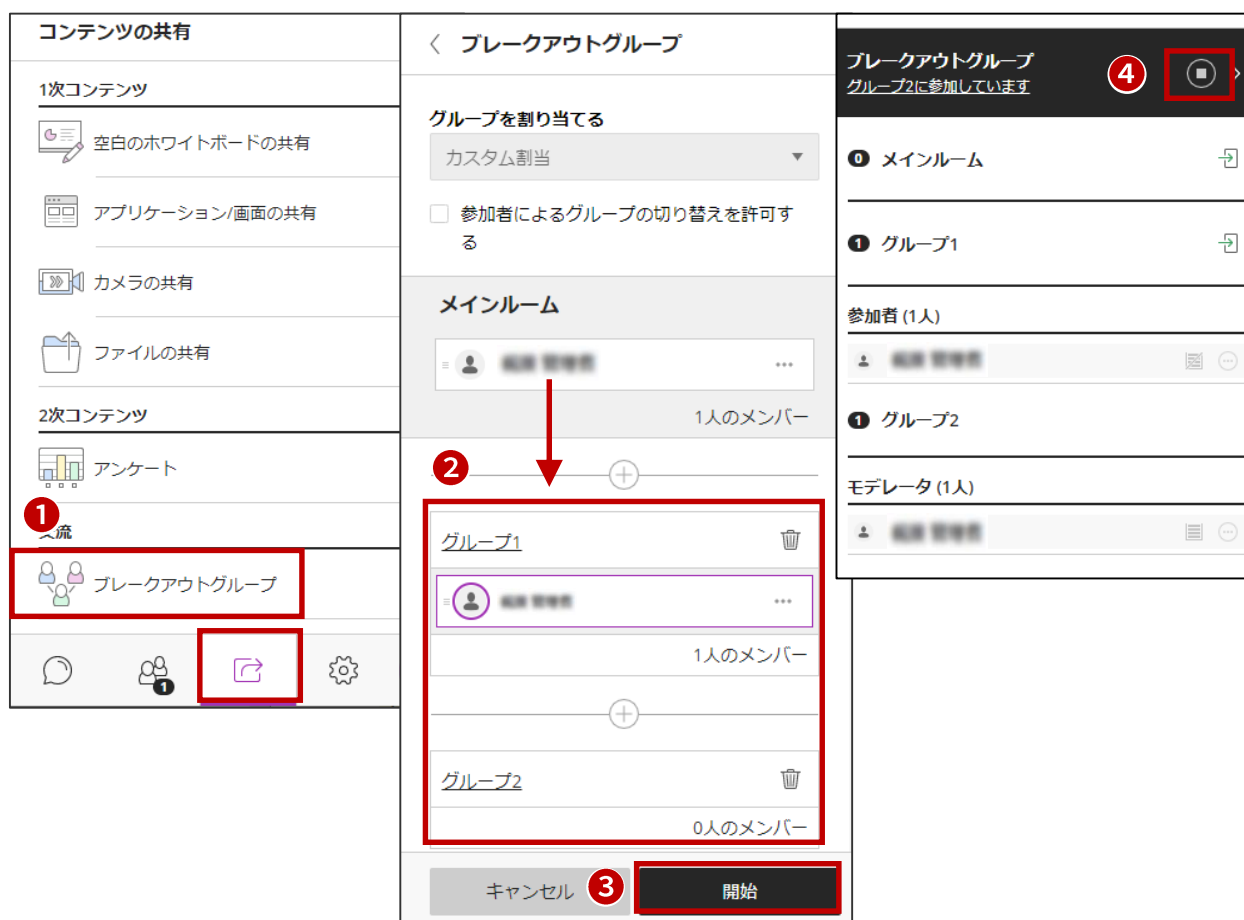 コンテンツの共有
1次コンテンツ
空白のホワイトボードの共有
アプリケーション/画面の共有
カメラの共有
ファイルの共有
2次コンテンツ
アンケート
1
交流
ブレークアウトグループ
1
ブレークアウトグループ
グループを割り当てる
カスタム割当
参加者によるグループの切り替えを許可す
る
メインルーム
1人のメンバー
2
グループ1
1人のメンバー
グループ2
0人のメンバー
キャンセル
3
開始
ブレークアウトグループ
グループ2に参加しています
4
0 メインルーム
1 グループ1
参加者 (1人)
1 グループ2
モデレータ (1人)